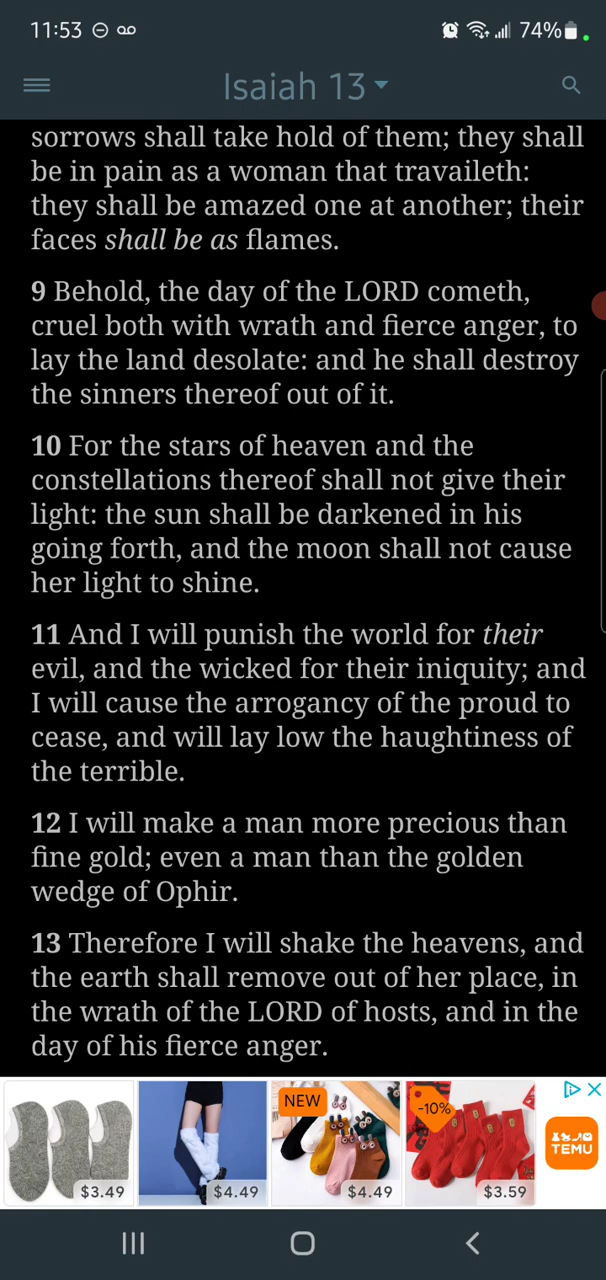 11:53
74%
Isaiah 13
sorrows shall take hold of them; they shall
be in pain as a woman that travaileth:
they shall be amazed one at another; their
faces shall be as flames.
9 Behold, the day of the LORD cometh,
cruel both with wrath and fierce anger, to
lay the land desolate: and he shall destroy
the sinners thereof out of it.
10 For the stars of heaven and the
constellations thereof shall not give their
light: the sun shall be darkened in his
going forth, and the moon shall not cause
her light to shine.
11 And I will punish the world for their
evil, and the wicked for their iniquity; and
I will cause the arrogancy of the proud to
cease, and will lay low the haughtiness of
the terrible.
12 I will make a man more precious than
fine gold; even a man than the golden
wedge of Ophir.
13 Therefore I will shake the heavens, and
the earth shall remove out of her place, in
the wrath of the LORD of hosts, and in the
day of his fierce anger.
NEW
-10%
TEMU
$3.49
$4.49
$4.49
$3.59